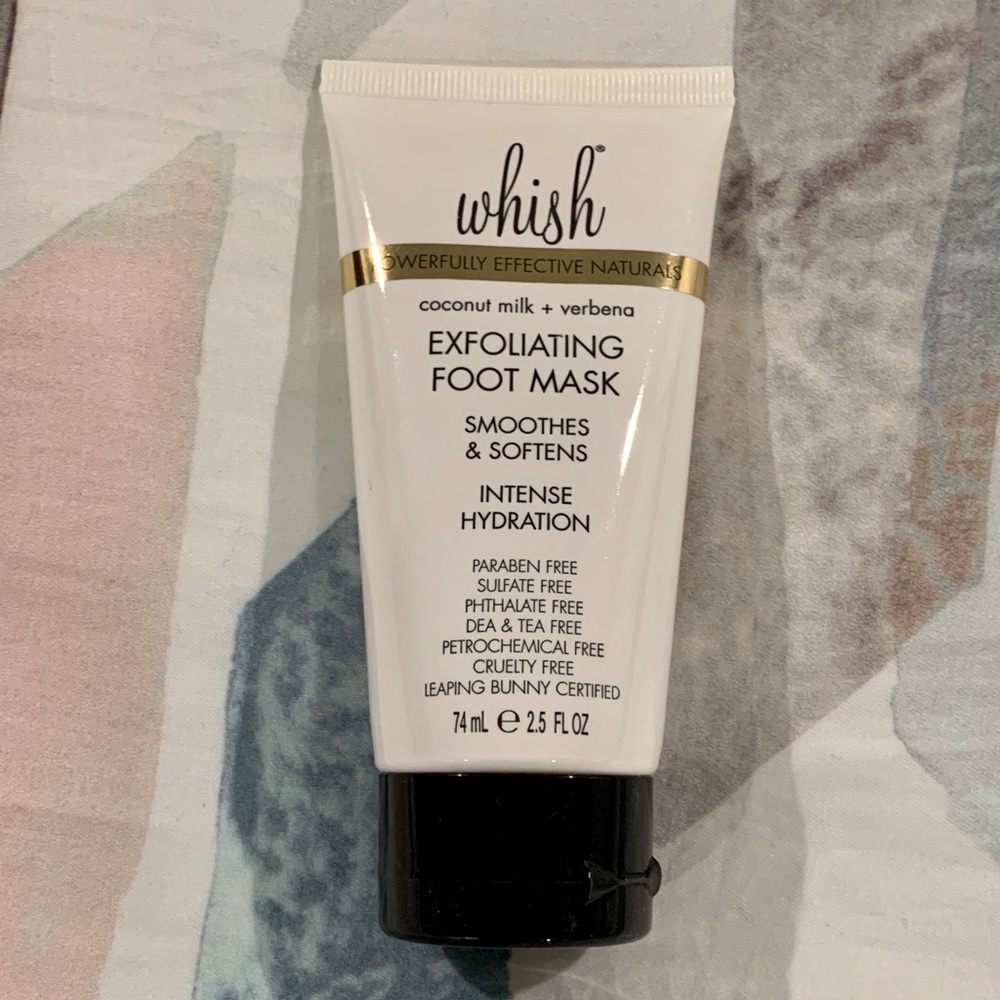 whish®
POWERFULLY EFFECTIVE NATURALS
coconut milk + verbena
EXFOLIATING
FOOT MASK
SMOOTHES
& SOFTENS
INTENSE
HYDRATION
PARABEN FREE
SULFATE FREE
PHTHALATE FREE
DEA & TEA FREE
PETROCHEMICAL FREE
CRUELTY FREE
LEAPING BUNNY CERTIFIED
74 mL ℮ 2.5 FL OZ